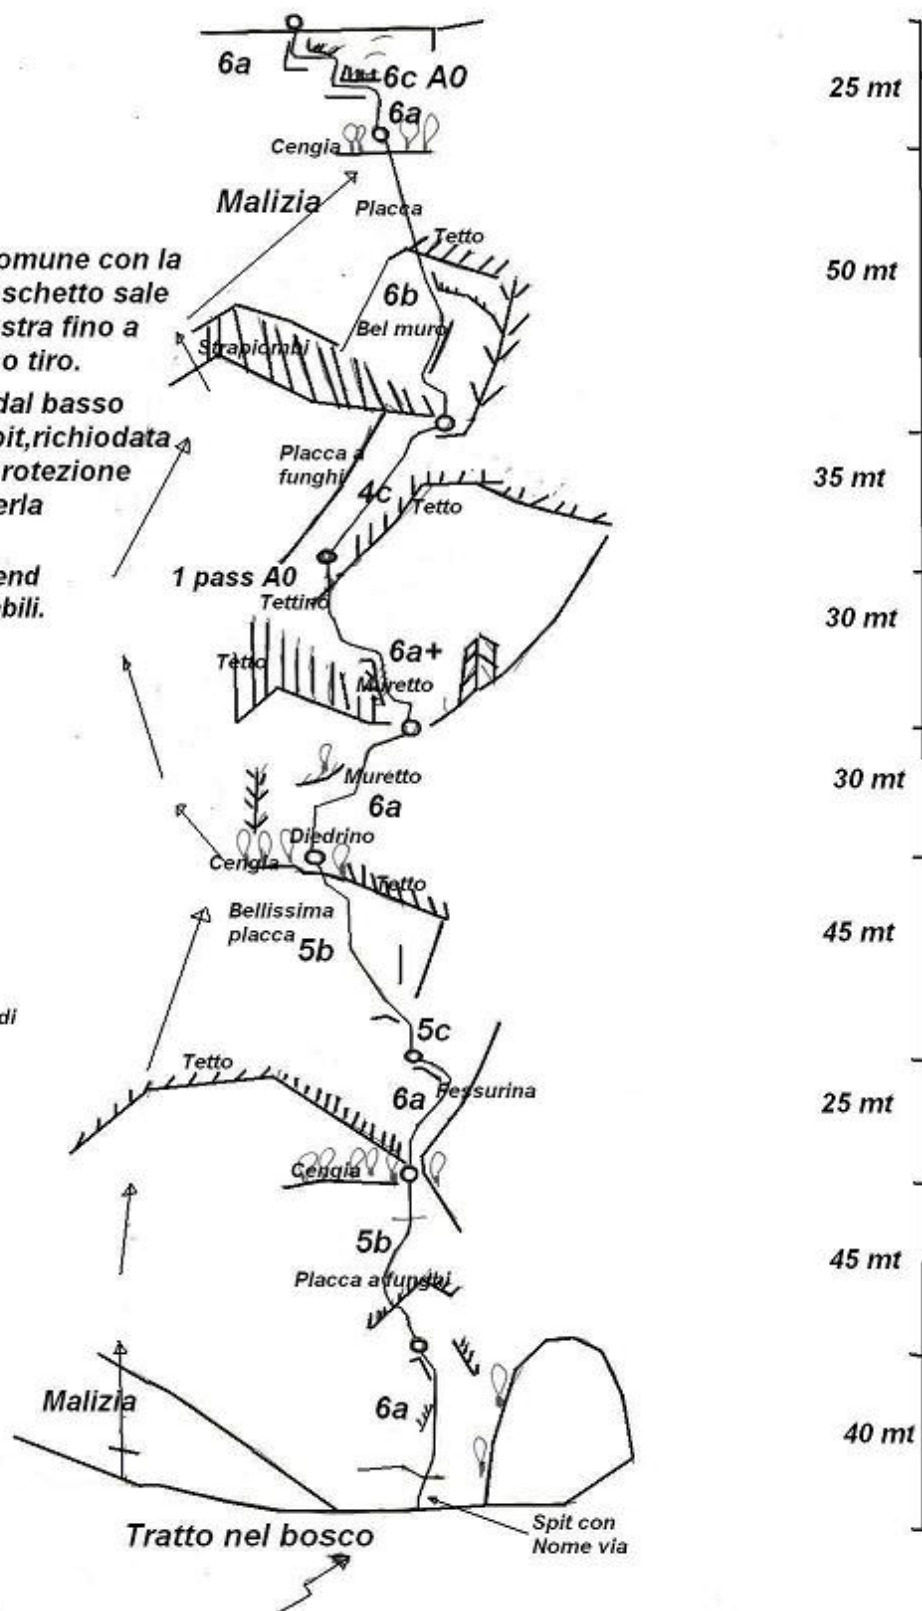 6a
6c A0
25 mt
6a
Cengia
Malizia
Placca
Tetto
omune con la
schetto sale
stra fino a
o tiro.
50 mt
6b
Bel muro
Strapiombi
dal basso
pit,richiodata
rotezione
erla
Placca a
funghi
4c
Tetto
35 mt
end
bili.
1 pass A0
Tettino
30 mt
6a+
Tetto
Muretto
Muretto
6a
30 mt
Diedrino
Cengia
Tetto
Bellissima
placca
5b
45 mt
di
5c
Tetto
Fessurina
6a
25 mt
Cengia
5b
45 mt
Placca a funghi
Malizia
6a
40 mt
Spit con
Nome via
Tratto nel bosco